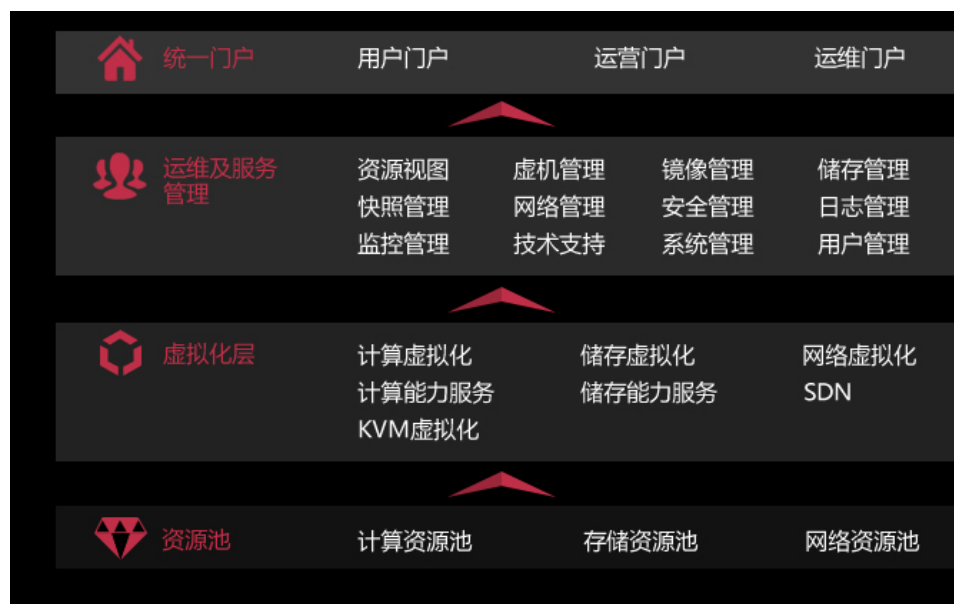 统一门户 用户门户 运营门户 运维门户
运维及服务 资源视图 虚机管理 镜像管理 储存管理
管理 快照管理 网络管理 安全管理 日志管理
监控管理 技术支持 系统管理 用户管理
虚拟化层 计算虚拟化 储存虚拟化 网络虚拟化
计算能力服务 储存能力服务 SDN
KVM虚拟化
资源池 计算资源池 存储资源池 网络资源池